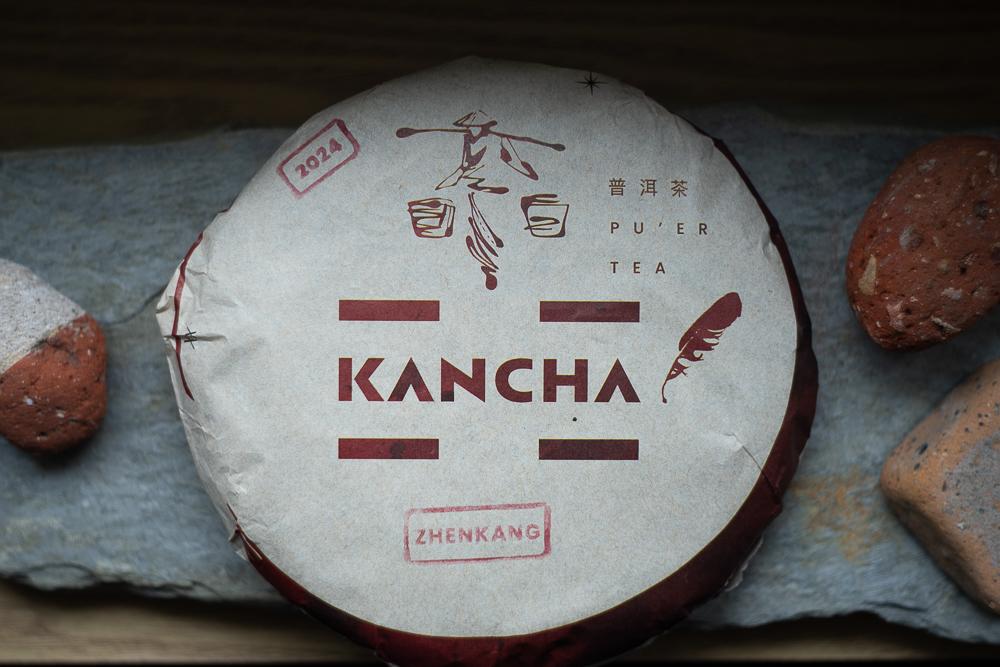 2024
普洱茶
PU'ER
TEA
KANCHA
ZHENKANG